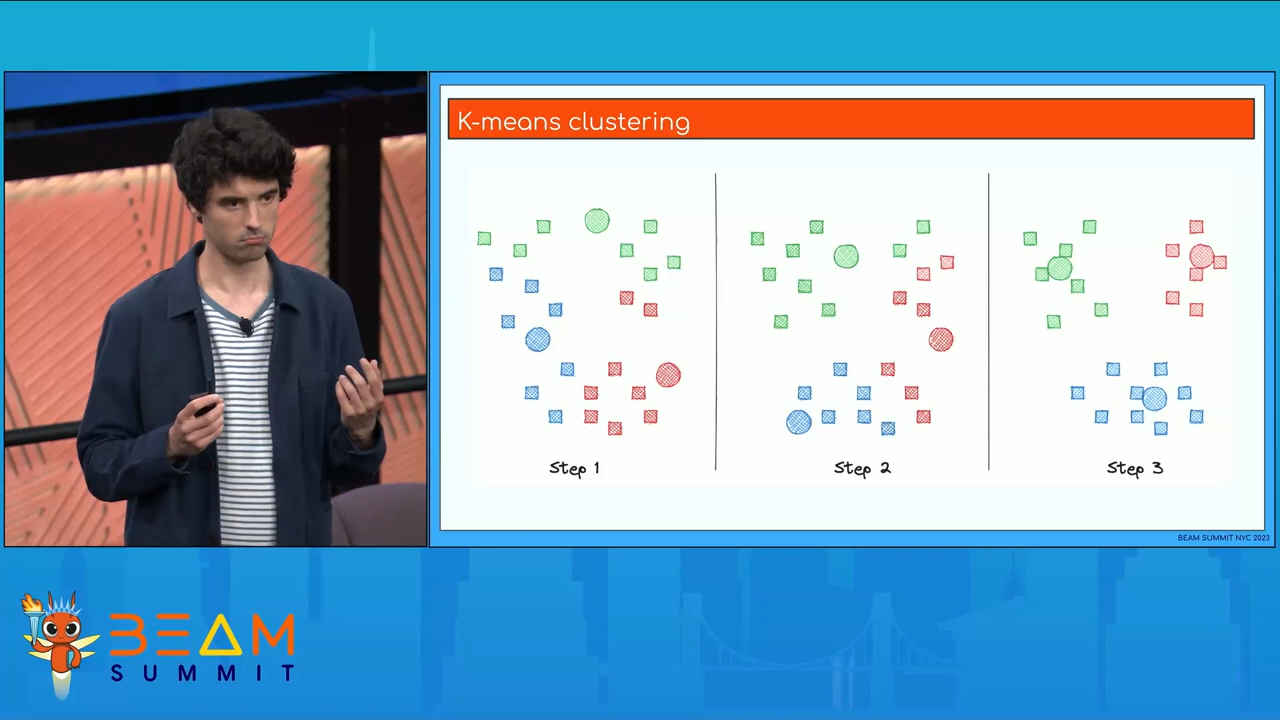 K-means clustering
Step 1
Step 2
Step 3
BEAM SUMMIT NYC 2023
BEAM
SUMMIT